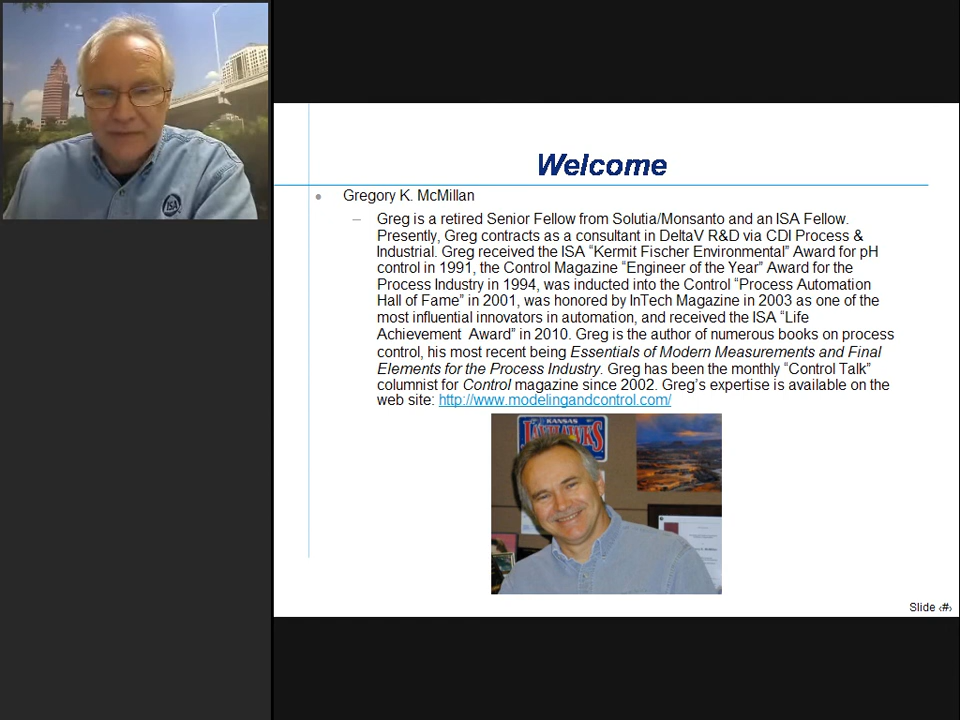 ISA
Welcome
Gregory K. McMillan
– Greg is a retired Senior Fellow from Solutia/Monsanto and an ISA Fellow.
Presently, Greg contracts as a consultant in DeltaV R&D via CDI Process &
Industrial. Greg received the ISA “Kermit Fischer Environmental” Award for pH
control in 1991, the Control Magazine “Engineer of the Year” Award for the
Process Industry in 1994, was inducted into the Control “Process Automation
Hall of Fame” in 2001, was honored by InTech Magazine in 2003 as one of the
most influential innovators in automation, and received the ISA “Life
Achievement Award” in 2010. Greg is the author of numerous books on process
control, his most recent being Essentials of Modern Measurements and Final
Elements for the Process Industry. Greg has been the monthly “Control Talk”
columnist for Control magazine since 2002. Greg’s expertise is available on the
web site: http://www.modelingandcontrol.com/
KANSAS
JAYHAWKS
Slide ‹#›